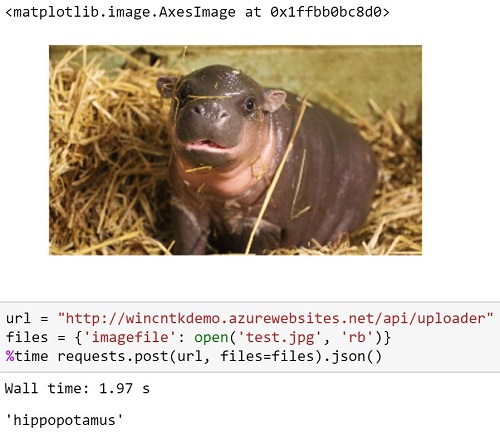 <matplotlib.image.AxesImage at 0x1ffbb0bc8d0>
url = "http://wincntkdemo.azurewebsites.net/api/uploader"
files = {'imagefile': open('test.jpg', 'rb')}
%time requests.post(url, files=files).json()
Wall time: 1.97 s
'hippopotamus'